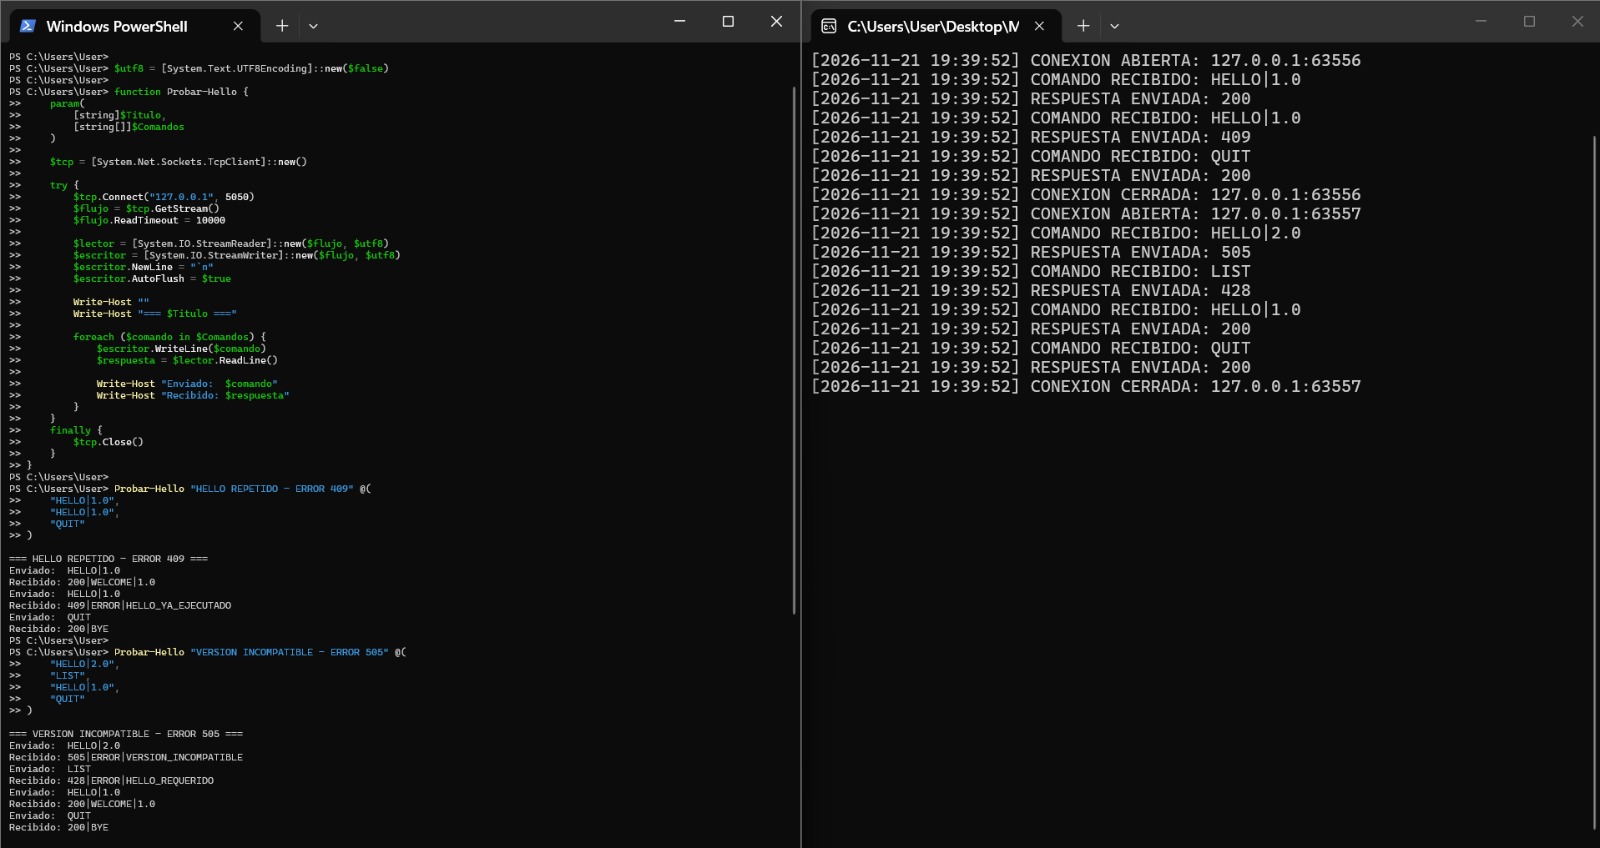 Windows PowerShell
PS C:\Users\User>
PS C:\Users\User> $utf8 = [System.Text.UTF8Encoding]::new($false)
PS C:\Users\User>
PS C:\Users\User> function Probar-Hello {
>>     param(
>>         [string]$Titulo,
>>         [string[]]$Comandos
>>     )
>>
>>     $tcp = [System.Net.Sockets.TcpClient]::new()
>>
>>     try {
>>         $tcp.Connect("127.0.0.1", 5050)
>>         $flujo = $tcp.GetStream()
>>         $flujo.ReadTimeout = 10000
>>
>>         $lector = [System.IO.StreamReader]::new($flujo, $utf8)
>>         $escritor = [System.IO.StreamWriter]::new($flujo, $utf8)
>>         $escritor.NewLine = "`n"
>>         $escritor.AutoFlush = $true
>>
>>         Write-Host ""
>>         Write-Host "=== $Titulo ==="
>>
>>         foreach ($comando in $Comandos) {
>>             $escritor.WriteLine($comando)
>>             $respuesta = $lector.ReadLine()
>>
>>             Write-Host "Enviado:  $comando"
>>             Write-Host "Recibido: $respuesta"
>>         }
>>     }
>>     finally {
>>         $tcp.Close()
>>     }
>> }
PS C:\Users\User>
PS C:\Users\User> Probar-Hello "HELLO REPETIDO - ERROR 409" @(
>>     "HELLO|1.0",
>>     "HELLO|1.0",
>>     "QUIT"
>> )
=== HELLO REPETIDO - ERROR 409 ===
Enviado:  HELLO|1.0
Recibido: 200|WELCOME|1.0
Enviado:  HELLO|1.0
Recibido: 409|ERROR|HELLO_YA_EJECUTADO
Enviado:  QUIT
Recibido: 200|BYE
PS C:\Users\User>
PS C:\Users\User> Probar-Hello "VERSION INCOMPATIBLE - ERROR 505" @(
>>     "HELLO|2.0",
>>     "LIST",
>>     "HELLO|1.0",
>>     "QUIT"
>> )
=== VERSION INCOMPATIBLE - ERROR 505 ===
Enviado:  HELLO|2.0
Recibido: 505|ERROR|VERSION_INCOMPATIBLE
Enviado:  LIST
Recibido: 428|ERROR|HELLO_REQUERIDO
Enviado:  HELLO|1.0
Recibido: 200|WELCOME|1.0
Enviado:  QUIT
Recibido: 200|BYE
C:\Users\User\Desktop\M
[2026-11-21 19:39:52] CONEXION ABIERTA: 127.0.0.1:63556
[2026-11-21 19:39:52] COMANDO RECIBIDO: HELLO|1.0
[2026-11-21 19:39:52] RESPUESTA ENVIADA: 200
[2026-11-21 19:39:52] COMANDO RECIBIDO: HELLO|1.0
[2026-11-21 19:39:52] RESPUESTA ENVIADA: 409
[2026-11-21 19:39:52] COMANDO RECIBIDO: QUIT
[2026-11-21 19:39:52] RESPUESTA ENVIADA: 200
[2026-11-21 19:39:52] CONEXION CERRADA: 127.0.0.1:63556
[2026-11-21 19:39:52] CONEXION ABIERTA: 127.0.0.1:63557
[2026-11-21 19:39:52] COMANDO RECIBIDO: HELLO|2.0
[2026-11-21 19:39:52] RESPUESTA ENVIADA: 505
[2026-11-21 19:39:52] COMANDO RECIBIDO: LIST
[2026-11-21 19:39:52] RESPUESTA ENVIADA: 428
[2026-11-21 19:39:52] COMANDO RECIBIDO: HELLO|1.0
[2026-11-21 19:39:52] RESPUESTA ENVIADA: 200
[2026-11-21 19:39:52] COMANDO RECIBIDO: QUIT
[2026-11-21 19:39:52] RESPUESTA ENVIADA: 200
[2026-11-21 19:39:52] CONEXION CERRADA: 127.0.0.1:63557